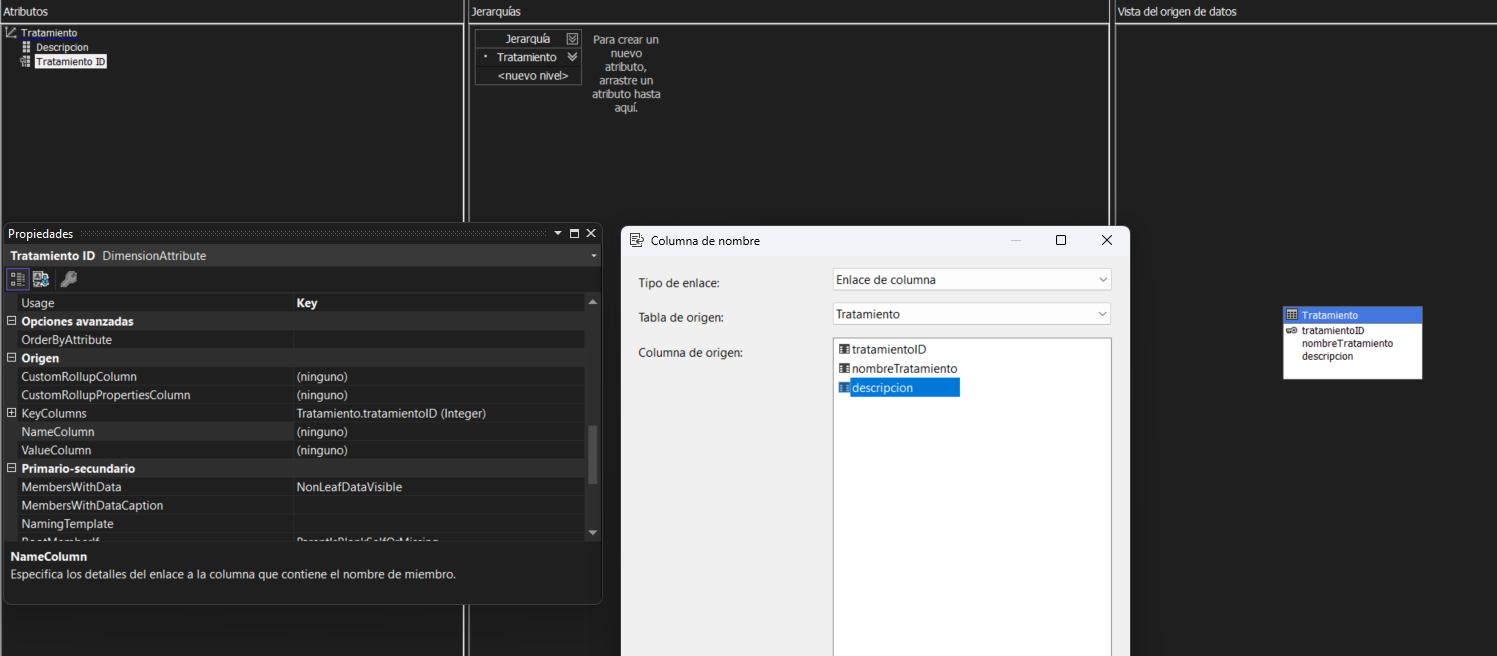 Atributos
Tratamiento
Descripcion
Tratamiento ID
Jerarquías
Jerarquía
Tratamiento
<nuevo nivel>
Para crear un
nuevo
atributo,
arrastre un
atributo hasta
aquí.
Vista del origen de datos
Tratamiento
tratamientoID
nombreTratamiento
descripcion
Propiedades
Tratamiento ID DimensionAttribute
Usage Key
Opciones avanzadas
OrderByAttribute
Origen
CustomRollupColumn (ninguno)
CustomRollupPropertiesColumn (ninguno)
KeyColumns Tratamiento.tratamientoID (Integer)
NameColumn (ninguno)
ValueColumn (ninguno)
Primario-secundario
MembersWithData NonLeafDataVisible
MembersWithDataCaption
NamingTemplate
RootMemberIf ParentIsBlankSelfOrMissing
NameColumn
Especifica los detalles del enlace a la columna que contiene el nombre de miembro.
Columna de nombre
Tipo de enlace: Enlace de columna
Tabla de origen: Tratamiento
Columna de origen:
tratamientoID
nombreTratamiento
descripcion